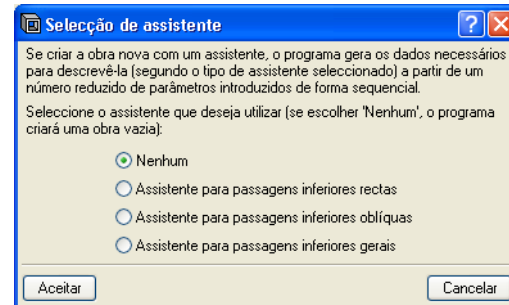 Selecção de assistente
Se criar a obra nova com um assistente, o programa gera os dados necessários
para descrevê-la (segundo o tipo de assistente seleccionado) a partir de um
número reduzido de parâmetros introduzidos de forma sequencial.
Seleccione o assistente que deseja utilizar (se escolher 'Nenhum', o programa
criará uma obra vazia):
Nenhum
Assistente para passagens inferiores rectas
Assistente para passagens inferiores oblíquas
Assistente para passagens inferiores gerais
Aceitar Cancelar